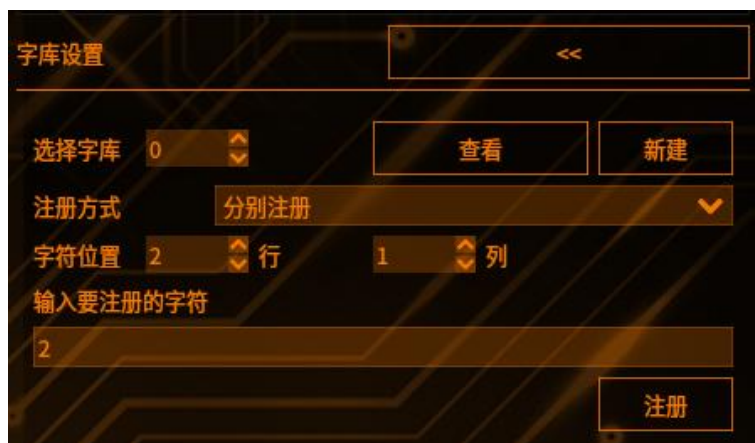 字库设置 <<
选择字库 0 查看 新建
注册方式 分别注册
字符位置 2 行 1 列
输入要注册的字符
2
注册